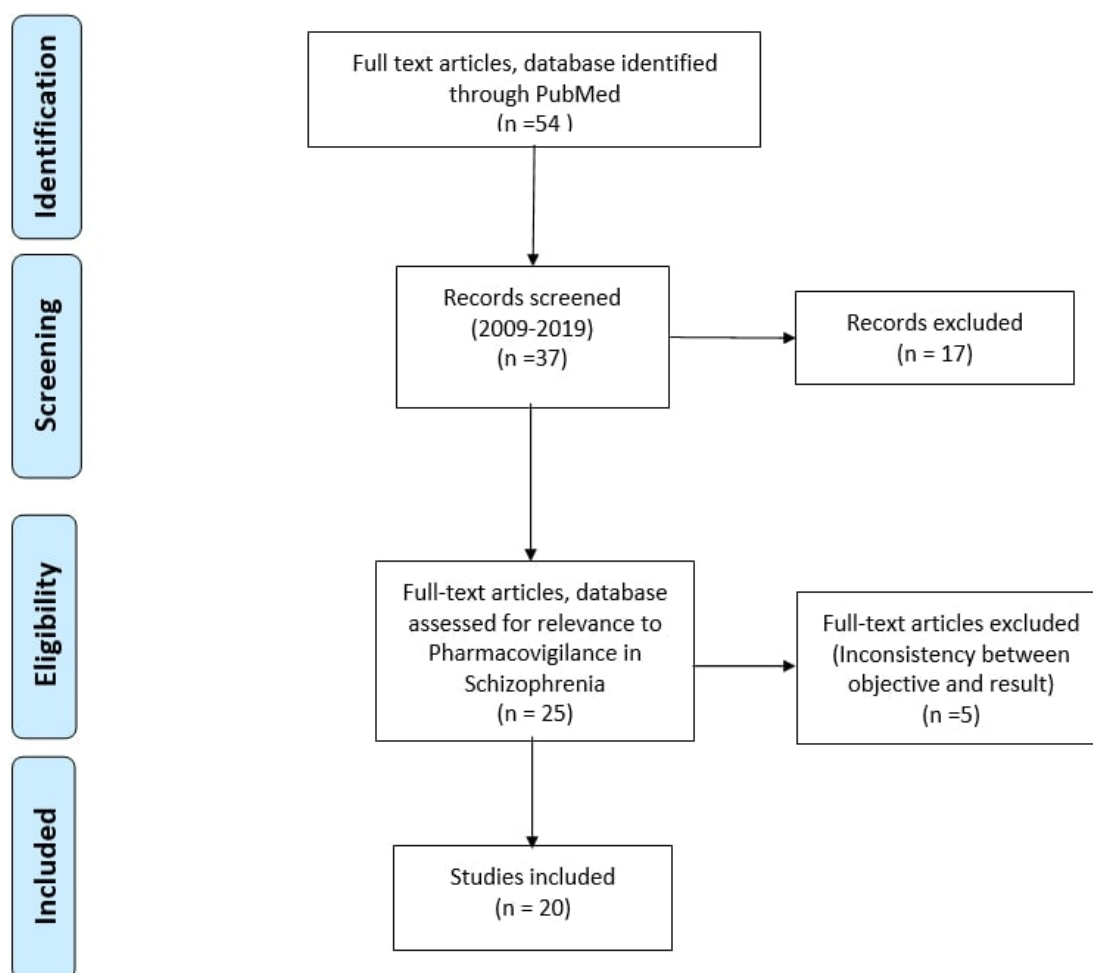 Identification
Full text articles, database identified
through PubMed
(n =54 )
Screening
Records screened
(2009-2019)
(n =37)
Records excluded
(n = 17)
Eligibility
Full-text articles, database
assessed for relevance to
Pharmacovigilance in
Schizophrenia
(n = 25)
Full-text articles excluded
(Inconsistency between
objective and result)
(n =5)
Included
Studies included
(n = 20)